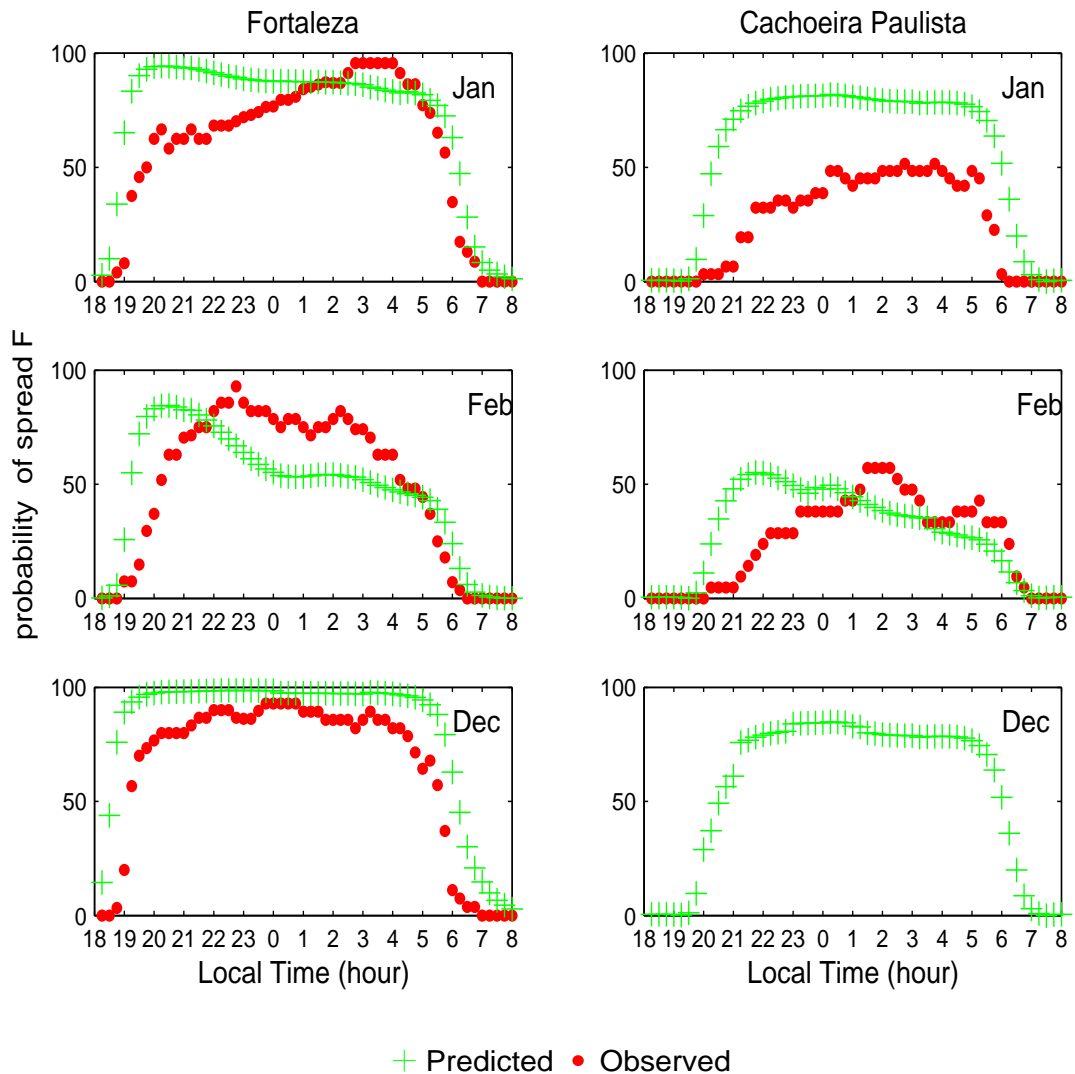 Fortaleza
Cachoeira Paulista
100
50
0
Jan
18 19 20 21 22 23 0 1 2 3 4 5 6 7 8
100
50
0
Jan
18 19 20 21 22 23 0 1 2 3 4 5 6 7 8
probability of spread F
100
50
0
Feb
18 19 20 21 22 23 0 1 2 3 4 5 6 7 8
100
50
0
Feb
18 19 20 21 22 23 0 1 2 3 4 5 6 7 8
100
50
0
Dec
18 19 20 21 22 23 0 1 2 3 4 5 6 7 8
Local Time (hour)
100
50
0
Dec
18 19 20 21 22 23 0 1 2 3 4 5 6 7 8
Local Time (hour)
Predicted
Observed